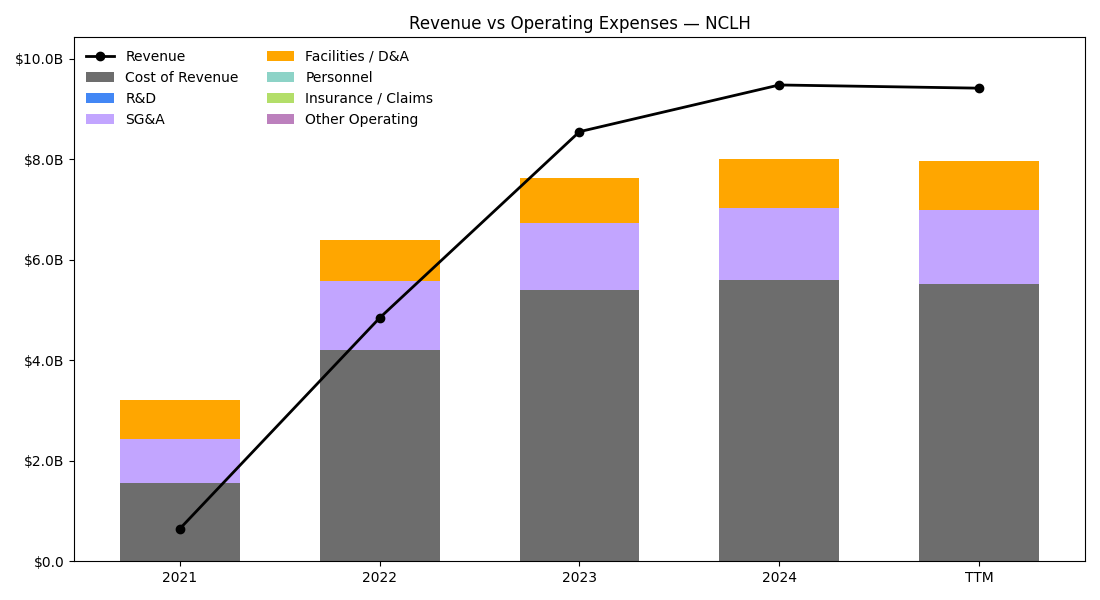 Revenue vs Operating Expenses — NCLH
$10.0B
$8.0B
$6.0B
$4.0B
$2.0B
$0.0
Revenue
Cost of Revenue
R&D
SG&A
Facilities / D&A
Personnel
Insurance / Claims
Other Operating
2021
2022
2023
2024
TTM